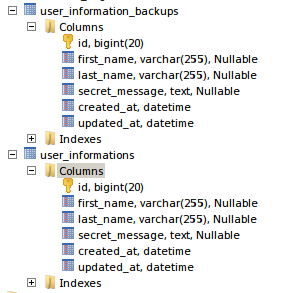 user_information_backups
Columns
id, bigint(20)
first_name, varchar(255), Nullable
last_name, varchar(255), Nullable
secret_message, text, Nullable
created_at, datetime
updated_at, datetime
Indexes
user_informations
Columns
id, bigint(20)
first_name, varchar(255), Nullable
last_name, varchar(255), Nullable
secret_message, text, Nullable
created_at, datetime
updated_at, datetime
Indexes